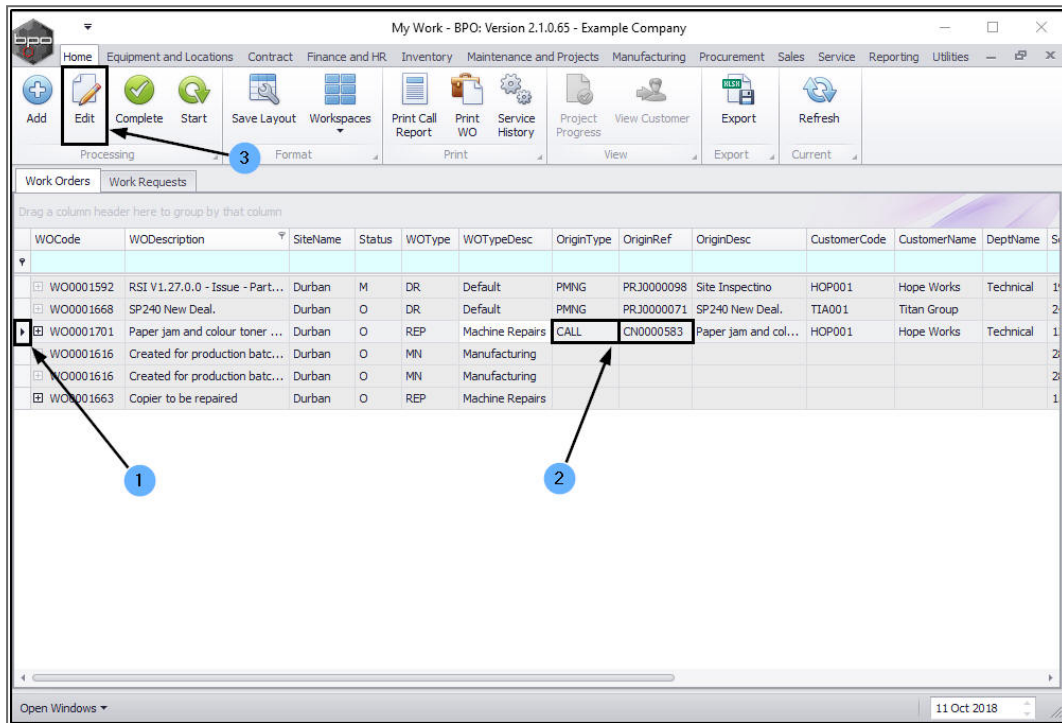 bpo
My Work - BPO: Version 2.1.0.65 - Example Company
Home Equipment and Locations Contract Finance and HR Inventory Maintenance and Projects Manufacturing Procurement Sales Service Reporting Utilities
Add Edit Complete Start Save Layout Workspaces Print Call Report Print WO Service History Project Progress View Customer Export Refresh
Processing 3 Format Print View Export Current
Work Orders Work Requests
Drag a column header here to group by that column
WOCode WODescription SiteName Status WOType WOTypeDesc OriginType OriginRef OriginDesc CustomerCode CustomerName DeptName
WO0001592 RSI V1.27.0.0 - Issue - Part... Durban M DR Default PMNG PRJ0000098 Site Inspectino HOP001 Hope Works Technical
WO0001668 SP240 New Deal. Durban O DR Default PMNG PRJ0000071 SP240 New Deal. TIA001 Titan Group
WO0001701 Paper jam and colour toner ... Durban O REP Machine Repairs CALL CN0000583 Paper jam and col... HOP001 Hope Works Technical
WO0001616 Created for production batc... Durban O MN Manufacturing
WO0001616 Created for production batc... Durban O MN Manufacturing
WO0001663 Copier to be repaired Durban O REP Machine Repairs
1 2
Open Windows 11 Oct 2018